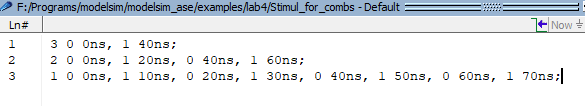 F:/Programs/modelsim/modelsim_ase/examples/lab4/Stimul_for_combs - Default
Ln# Now
1 3 0 0ns, 1 40ns;
2 2 0 0ns, 1 20ns, 0 40ns, 1 60ns;
3 1 0 0ns, 1 10ns, 0 20ns, 1 30ns, 0 40ns, 1 50ns, 0 60ns, 1 70ns;